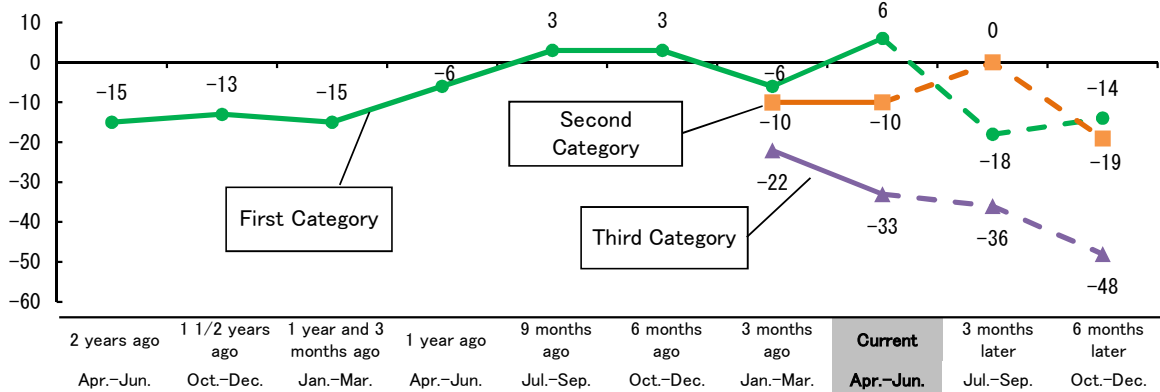 10
0
-10
-20
-30
-40
-50
-60
-15
-13
-15
-6
3
3
-6
6
0
-14
-10
-10
-18
-19
-22
-33
-36
-48
First Category
Second
Category
Third Category
2 years ago
1 1/2 years
ago
1 year and 3
months ago
1 year ago
9 months
ago
6 months
ago
3 months
ago
Current
3 months
later
6 months
later
Apr.-Jun.
Oct.-Dec.
Jan.-Mar.
Apr.-Jun.
Jul.-Sep.
Oct.-Dec.
Jan.-Mar.
Apr.-Jun.
Jul.-Sep.
Oct.-Dec.